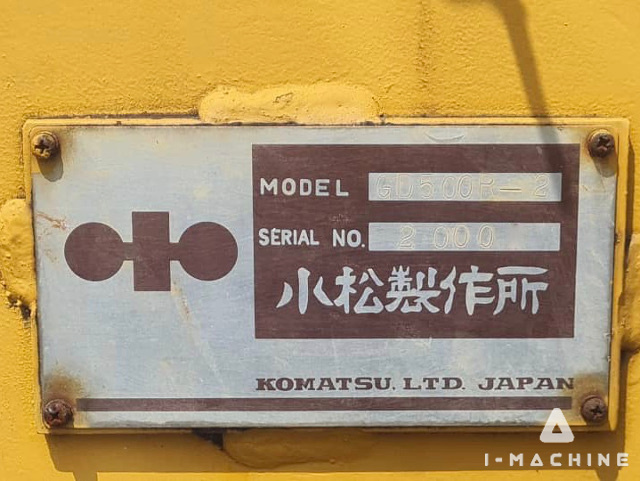 MODEL GD500R-2
SERIAL NO. 2000
小松製作所
KOMATSU. LTD. JAPAN
I-MACHINE